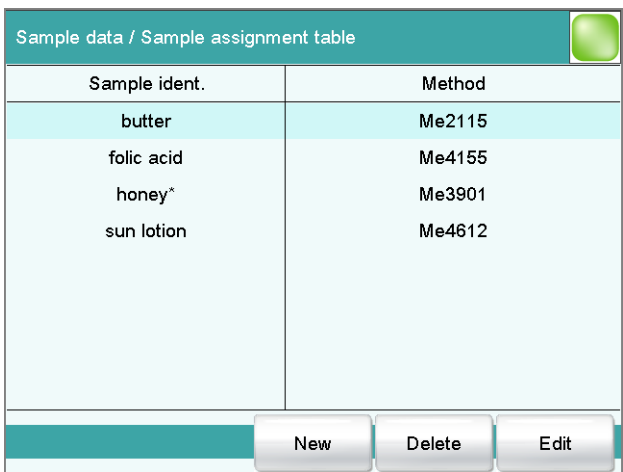 Sample data / Sample assignment table
Sample ident. Method
butter Me2115
folic acid Me4155
honey* Me3901
sun lotion Me4612
New Delete Edit